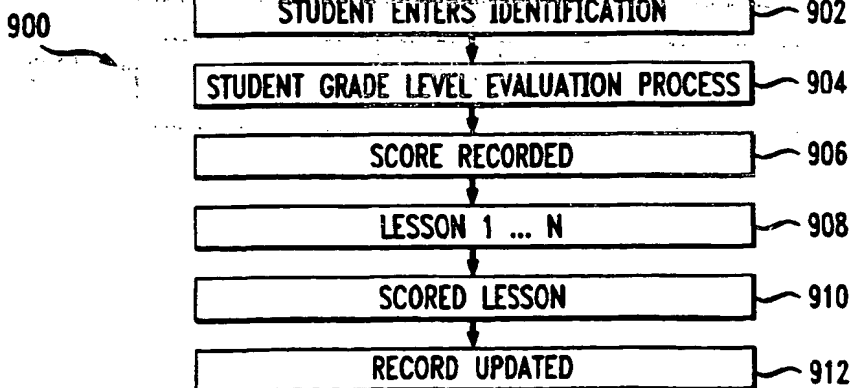 STUDENT ENTERS IDENTIFICATION 902
900
STUDENT GRADE LEVEL EVALUATION PROCESS 904
SCORE RECORDED 906
LESSON 1 ... N 908
SCORED LESSON 910
RECORD UPDATED 912